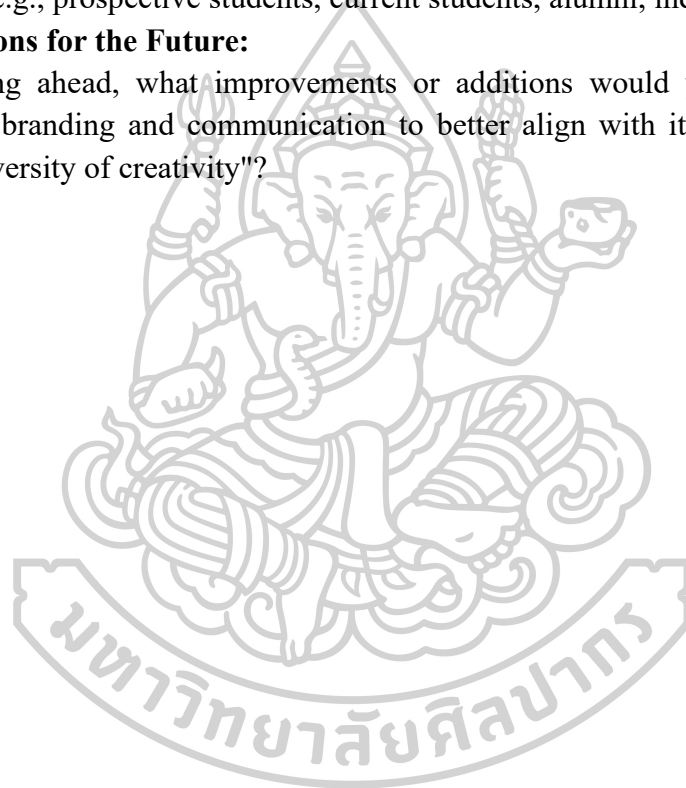 e.g., prospective students, current students, alumni,
ons for the Future:
ng ahead, what improvements or additions would
branding and communication to better align with it
versity of creativity"?
มหาวิทยาลัยศิลปากร